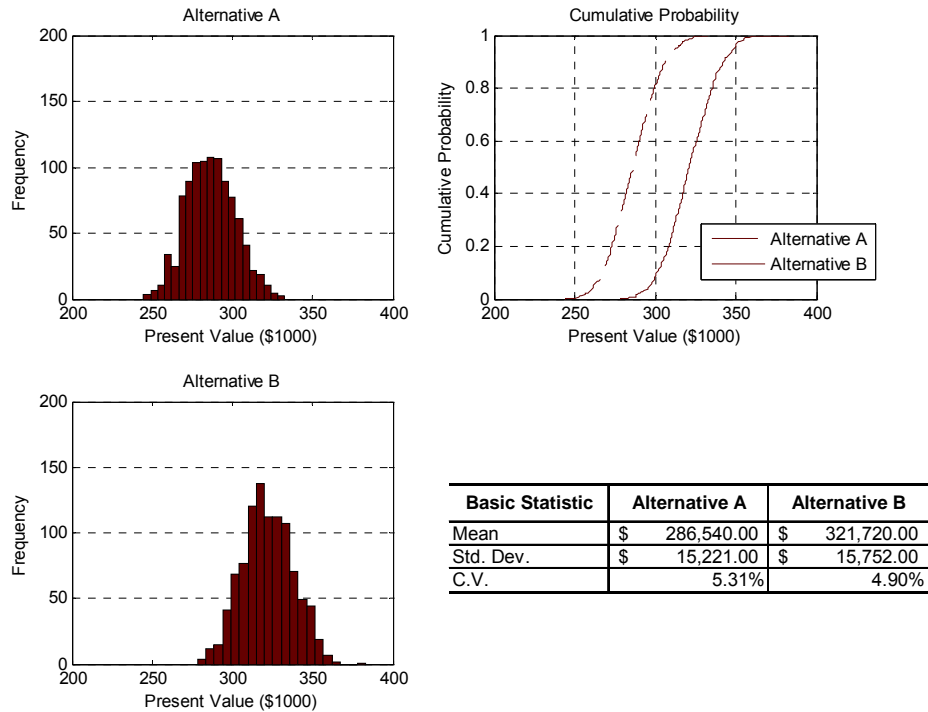 Alternative A
200
150
100
50
0
200 250 300 350 400
Frequency
Present Value ($1000)
Cumulative Probability
1
0.8
0.6
0.4
0.2
0
200 250 300 350 400
Cumulative Probability
Present Value ($1000)
Alternative A
Alternative B
Alternative B
200
150
100
50
0
200 250 300 350 400
Frequency
Present Value ($1000)
Basic Statistic Alternative A Alternative B
Mean $ 286,540.00 $ 321,720.00
Std. Dev. $ 15,221.00 $ 15,752.00
C.V. 5.31% 4.90%